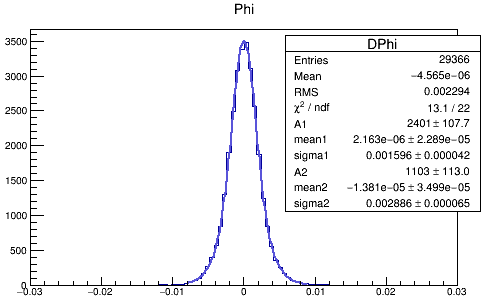 Phi
DPhi
Entries 29366
Mean −4.565e−06
RMS 0.002294
χ² / ndf 13.1 / 22
A1 2401 ± 107.7
mean1 2.163e−06 ± 2.289e−05
sigma1 0.001596 ± 0.000042
A2 1103 ± 113.0
mean2 −1.381e−05 ± 3.499e−05
sigma2 0.002886 ± 0.000065
3500
3000
2500
2000
1500
1000
500
0
−0.03 −0.02 −0.01 0 0.01 0.02 0.03